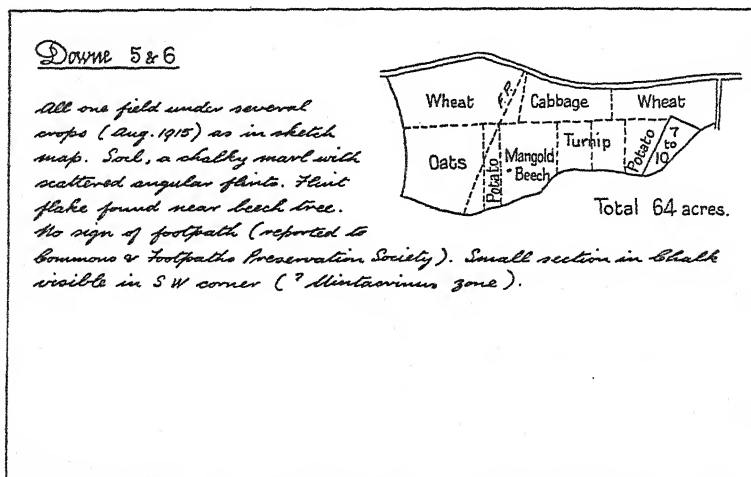 Downe 5 & 6
All one field under several
crops (Aug. 1915) as in sketch
map. Soil, a chalky marl with
scattered angular flints. Flint
flake found near beech tree.
No sign of footpath (reported to
Commons & Footpaths Preservation Society). Small section in Chalk
visible in S W corner (? Uintacrinus zone).
Wheat
F.P.
Cabbage
Wheat
Oats
Potato
Mangold
Beech
Turnip
Potato
7
to
10
Total 64 acres.